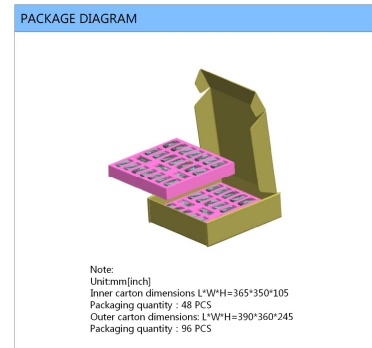 PACKAGE DIAGRAM
Note:
Unit:mm[inch]
Inner carton dimensions L*W*H=365*350*105
Packaging quantity : 48 PCS
Outer carton dimensions: L*W*H=390*360*245
Packaging quantity : 96 PCS